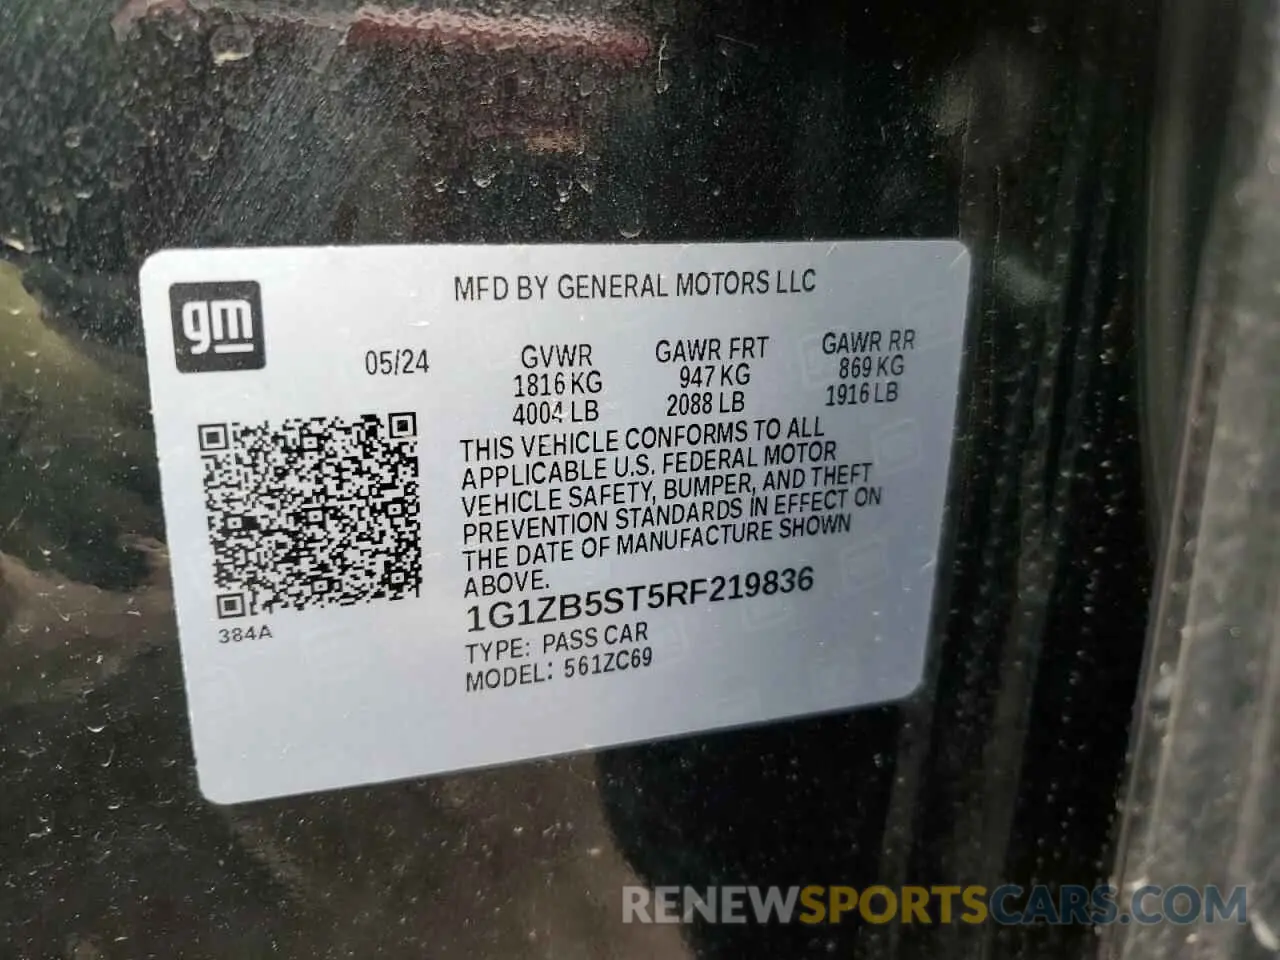 gm
MFD BY GENERAL MOTORS LLC
05/24
GVWR
1816 KG
4004 LB
GAWR FRT
947 KG
2088 LB
GAWR RR
869 KG
1916 LB
THIS VEHICLE CONFORMS TO ALL
APPLICABLE U.S. FEDERAL MOTOR
VEHICLE SAFETY, BUMPER, AND THEFT
PREVENTION STANDARDS IN EFFECT ON
THE DATE OF MANUFACTURE SHOWN
ABOVE.
1G1ZB5ST5RF219836
TYPE: PASS CAR
MODEL: 561ZC69
384A
RENEWSPORTSCARS.COM